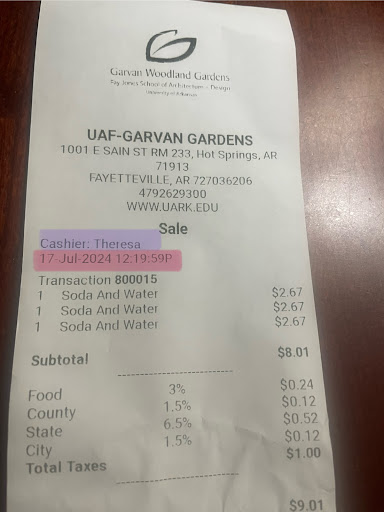 Garvan Woodland Gardens
Fay Jones School of Architecture + Design
University of Arkansas
UAF-GARVAN GARDENS
1001 E SAIN ST RM 233, Hot Springs, AR
71913
FAYETTEVILLE, AR 727036206
4792629300
WWW.UARK.EDU
Sale
Cashier: Theresa
17-Jul-2024 12:19:59P
Transaction 800015
1 Soda And Water $2.67
1 Soda And Water $2.67
1 Soda And Water $2.67
Subtotal $8.01
Food 3% $0.24
County 1.5% $0.12
State 6.5% $0.52
City 1.5% $0.12
Total Taxes $1.00
$9.01